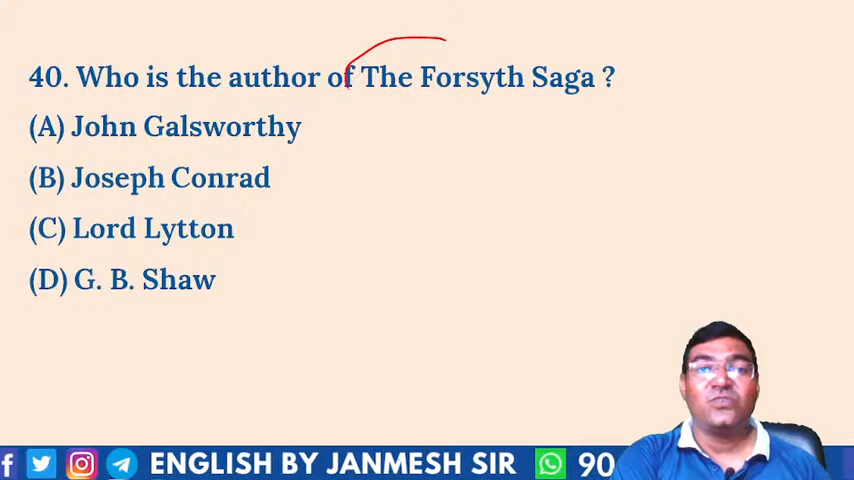 40. Who is the author of The Forsyth Saga ?
(A) John Galsworthy
(B) Joseph Conrad
(C) Lord Lytton
(D) G. B. Shaw
ENGLISH BY JANMESH SIR 90